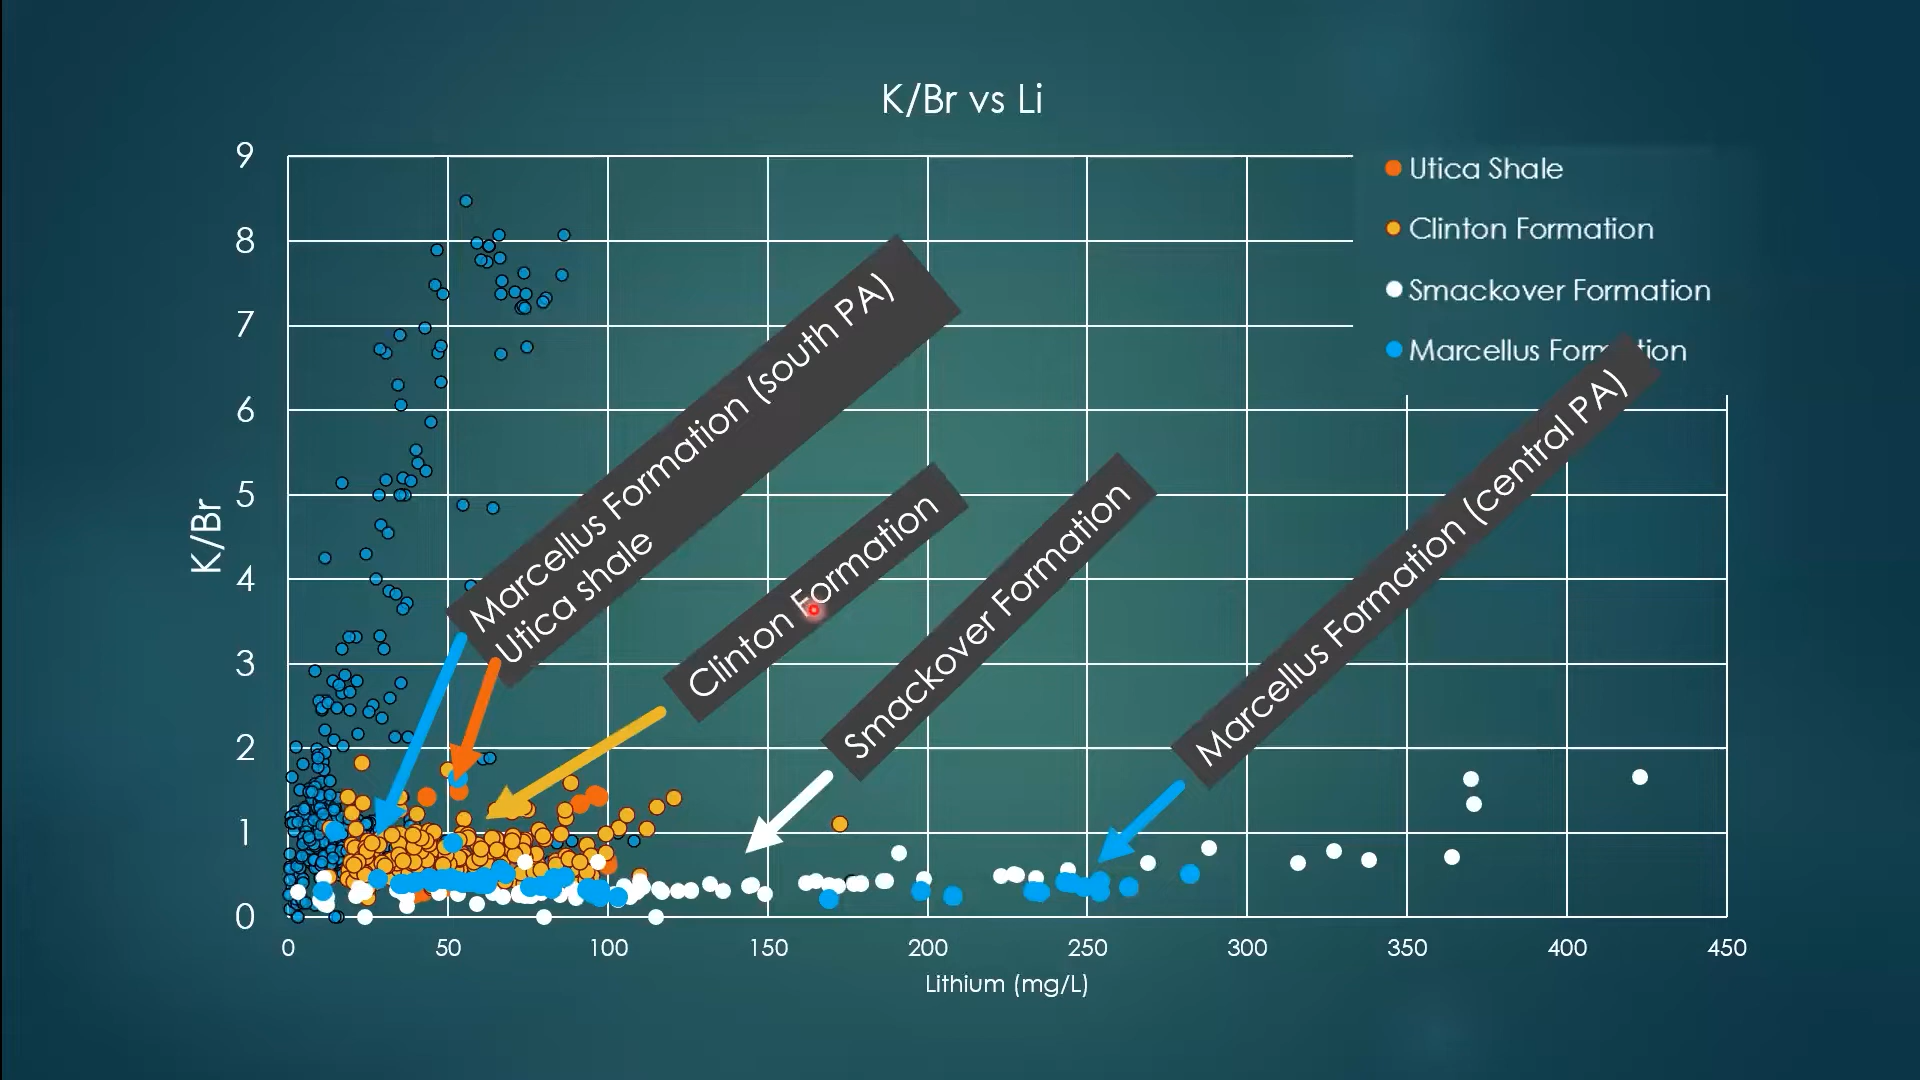 K/Br vs Li
9
8
7
6
5
4
3
2
1
0
K/Br
0 50 100 150 200 250 300 350 400 450
Lithium (mg/L)
Utica Shale
Clinton Formation
Smackover Formation
Marcellus Formation
Marcellus Formation (south PA)
Utica shale
Clinton Formation
Smackover Formation
Marcellus Formation (central PA)